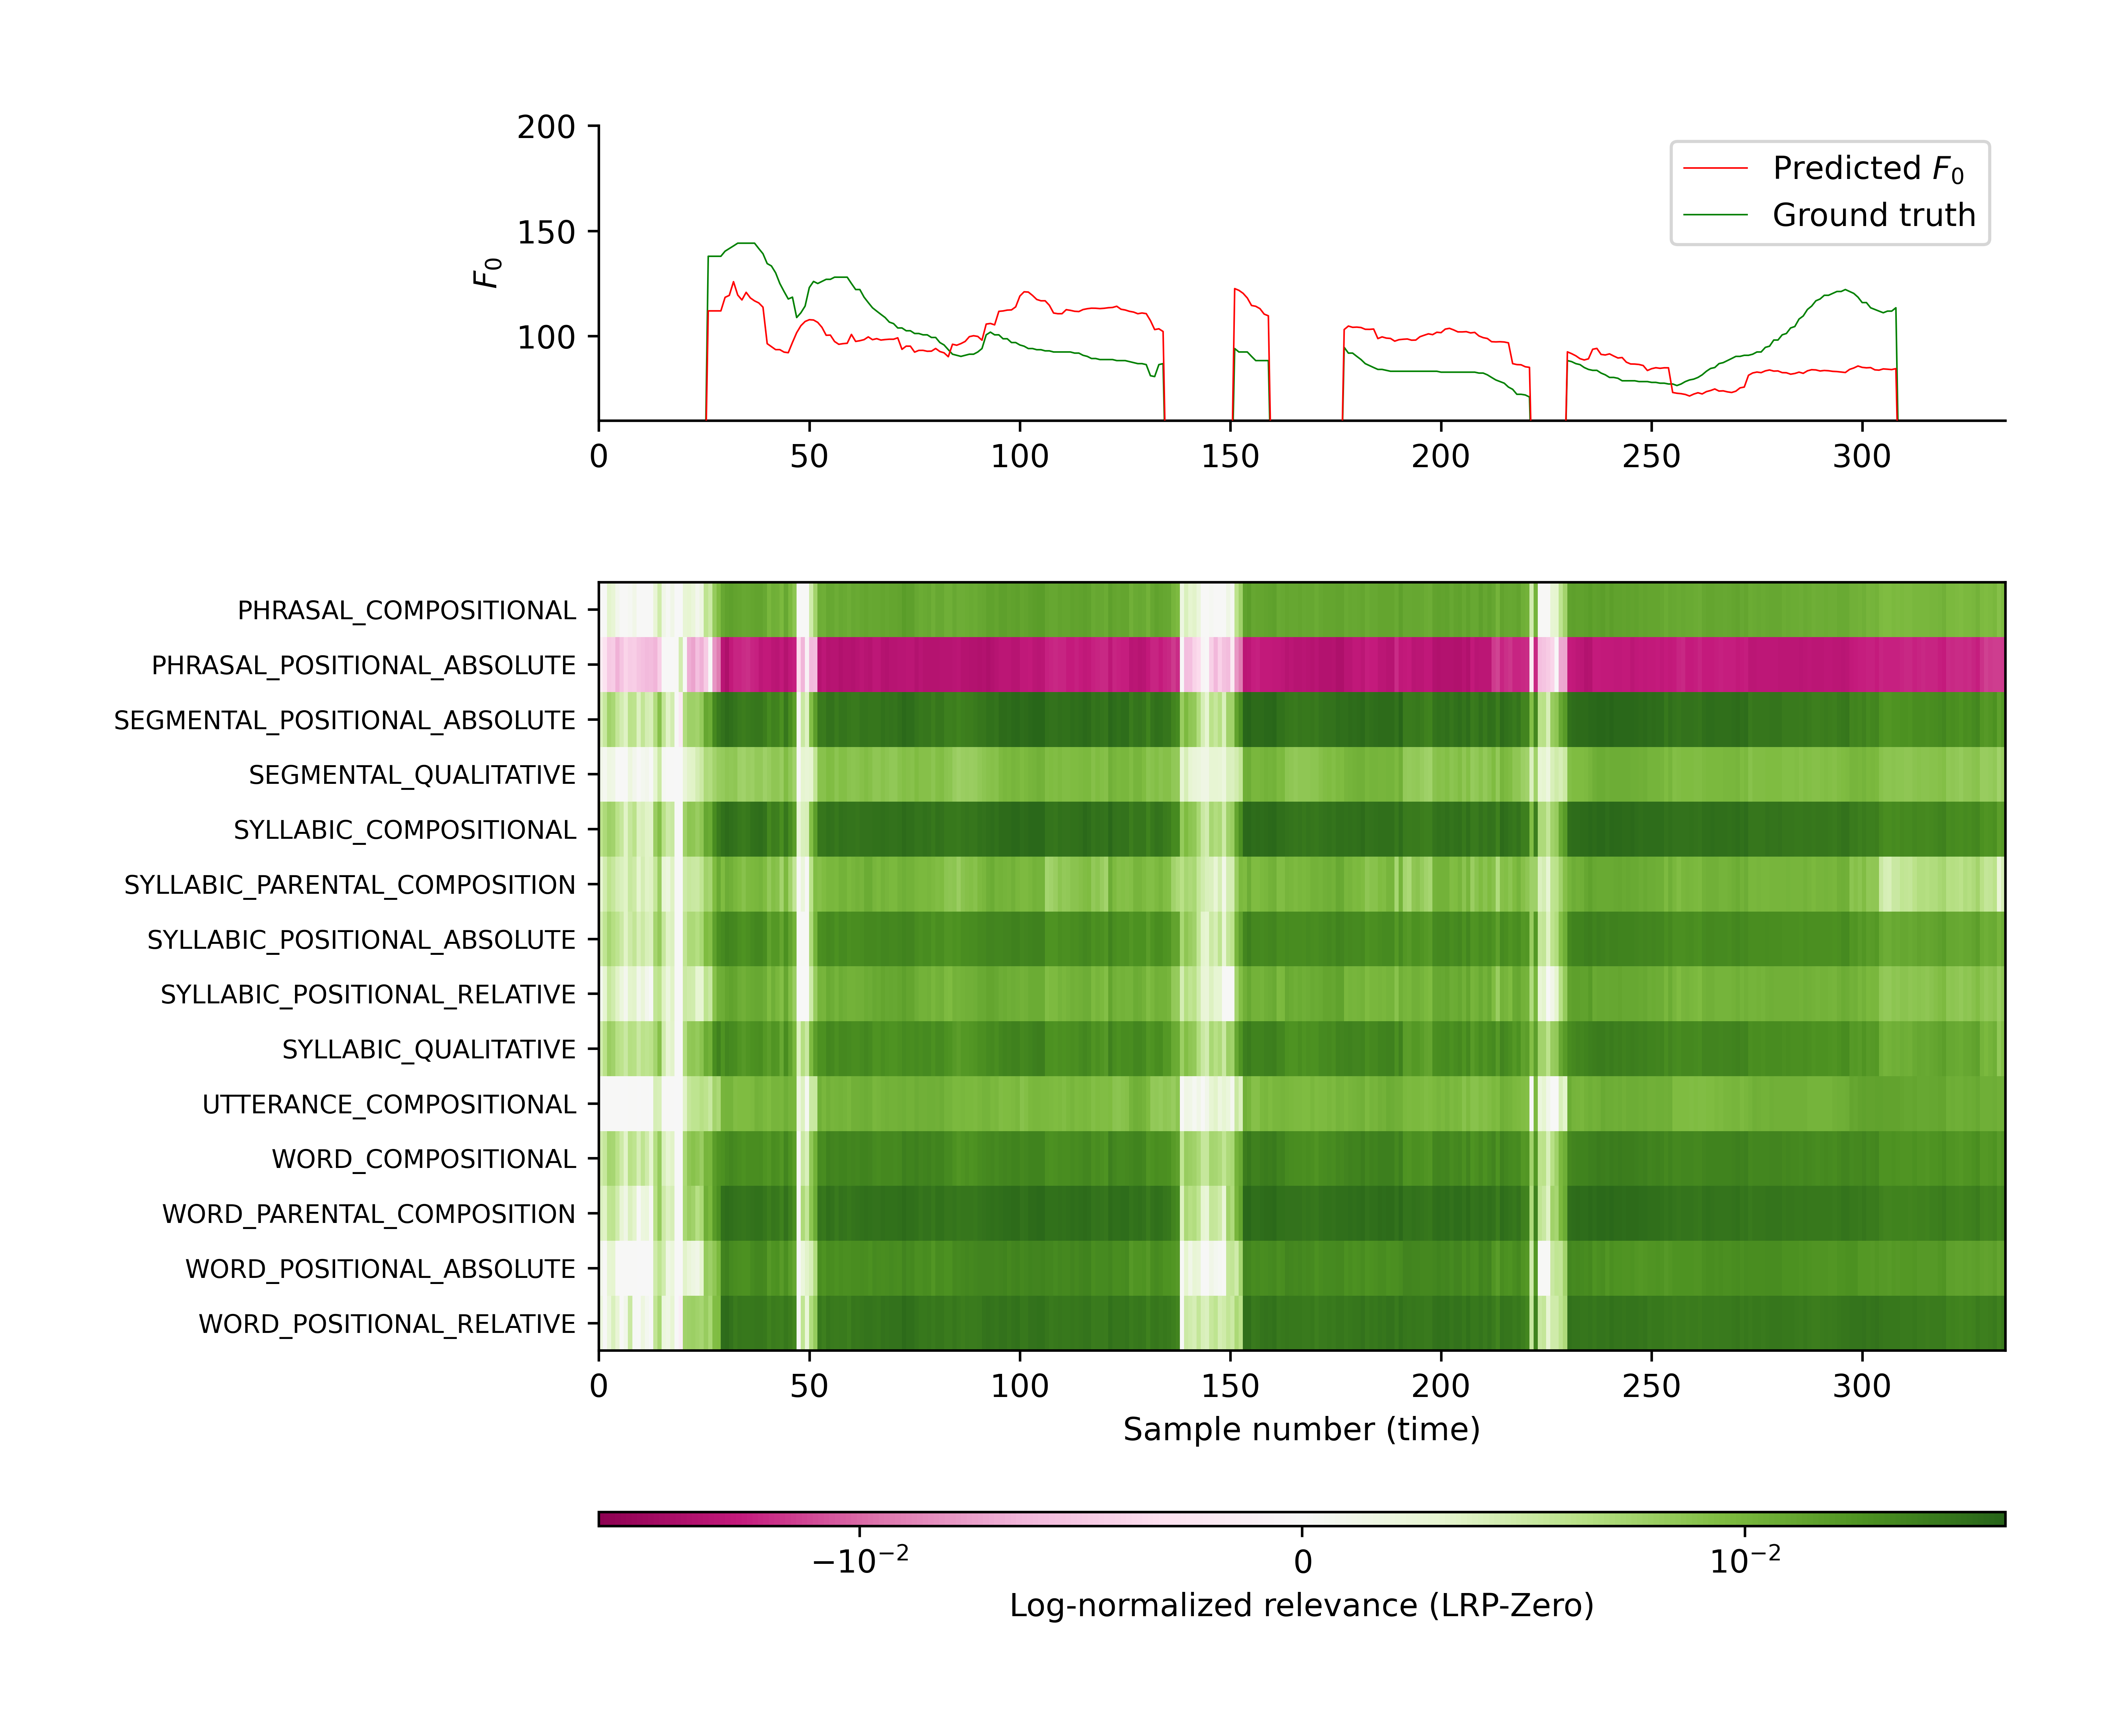 200
150
100
F0
Predicted F0
Ground truth
0 50 100 150 200 250 300
PHRASAL_COMPOSITIONAL
PHRASAL_POSITIONAL_ABSOLUTE
SEGMENTAL_POSITIONAL_ABSOLUTE
SEGMENTAL_QUALITATIVE
SYLLABIC_COMPOSITIONAL
SYLLABIC_PARENTAL_COMPOSITION
SYLLABIC_POSITIONAL_ABSOLUTE
SYLLABIC_POSITIONAL_RELATIVE
SYLLABIC_QUALITATIVE
UTTERANCE_COMPOSITIONAL
WORD_COMPOSITIONAL
WORD_PARENTAL_COMPOSITION
WORD_POSITIONAL_ABSOLUTE
WORD_POSITIONAL_RELATIVE
0 50 100 150 200 250 300
Sample number (time)
−10⁻² 0 10⁻²
Log-normalized relevance (LRP-Zero)